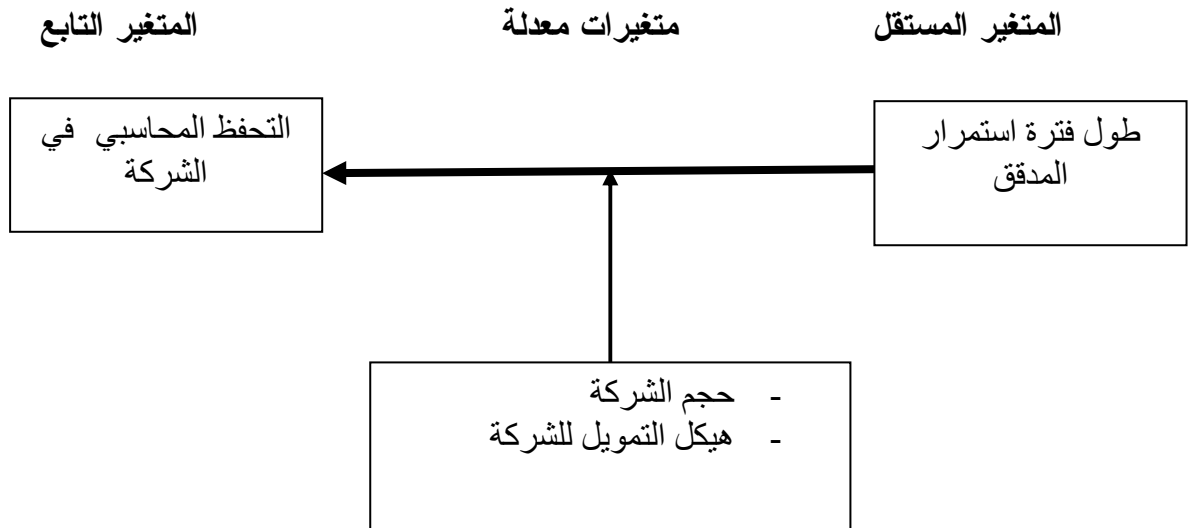 المتغير المستقل
متغيرات معدلة
المتغير التابع
طول فترة استمرار
المدقق
التحفظ المحاسبي في
الشركة
- حجم الشركة
- هيكل التمويل للشركة